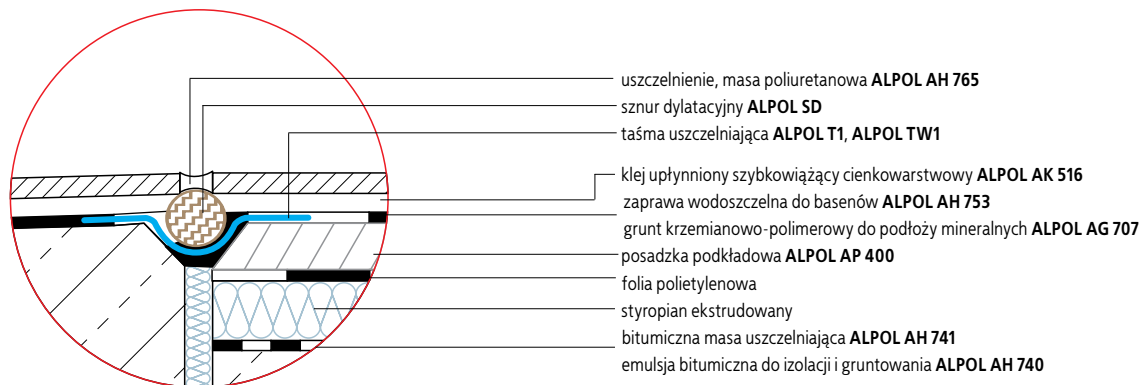 uszczelnienie, masa poliuretanowa ALPOL AH 765
sznur dylatacyjny ALPOL SD
taśma uszczelniająca ALPOL T1, ALPOL TW1
klej upłynniony szybkowiążący cienkowarstwowy ALPOL AK 516
zaprawa wodoszczelna do basenów ALPOL AH 753
grunt krzemianowo-polimerowy do podłoży mineralnych ALPOL AG 707
posadzka podkładowa ALPOL AP 400
folia polietylenowa
styropian ekstrudowany
bitumiczna masa uszczelniająca ALPOL AH 741
emulsja bitumiczna do izolacji i gruntowania ALPOL AH 740